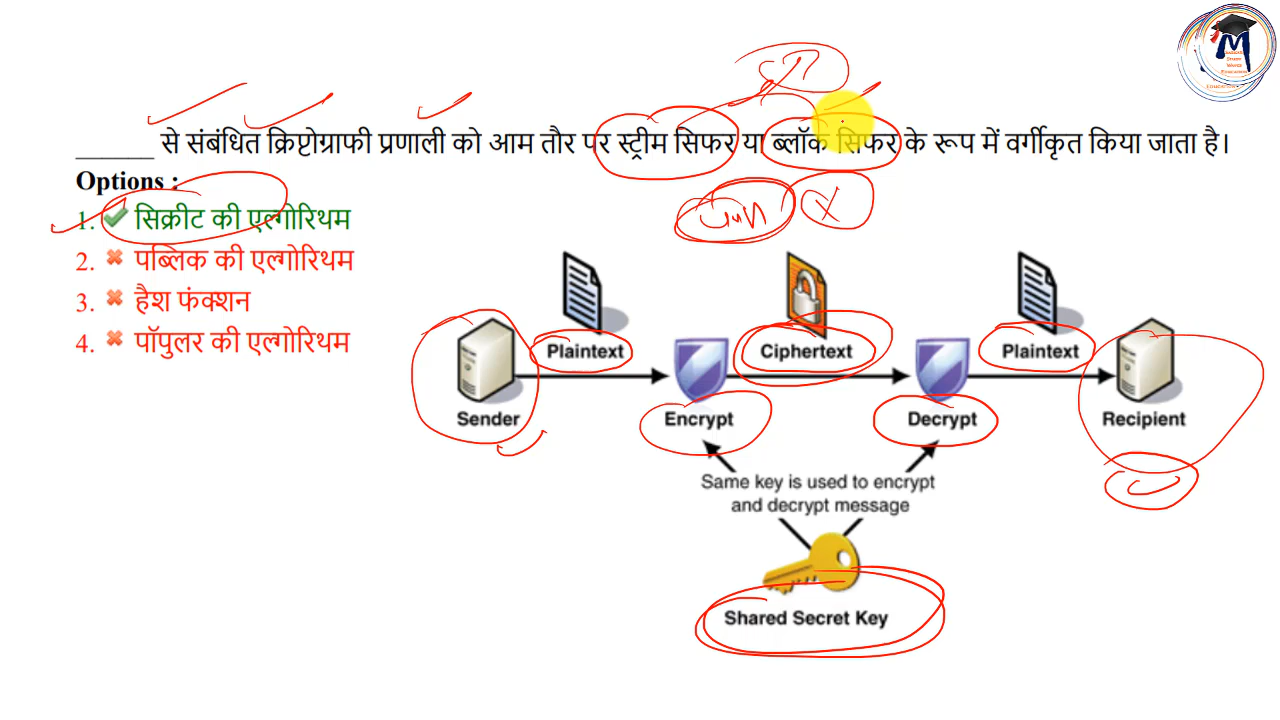 ______ से संबंधित क्रिप्टोग्राफी प्रणाली को आम तौर पर स्ट्रीम सिफर या ब्लॉक सिफर के रूप में वर्गीकृत किया जाता है।
Options :
1. सिक्रीट की एल्गोरिथम
2. पब्लिक की एल्गोरिथम
3. हैश फंक्शन
4. पॉपुलर की एल्गोरिथम
Plaintext
Ciphertext
Plaintext
Sender
Encrypt
Decrypt
Recipient
Same key is used to encrypt
and decrypt message
Shared Secret Key